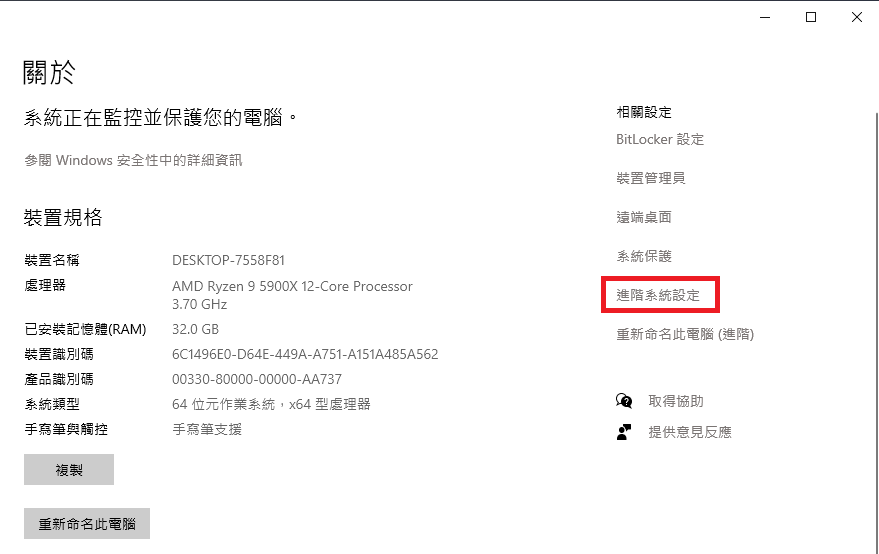 關於
系統正在監控並保護您的電腦。
參閱 Windows 安全性中的詳細資訊
裝置規格
裝置名稱 DESKTOP-7558F81
處理器 AMD Ryzen 9 5900X 12-Core Processor
3.70 GHz
已安裝記憶體(RAM) 32.0 GB
裝置識別碼 6C1496E0-D64E-449A-A751-A151A485A562
產品識別碼 00330-80000-00000-AA737
系統類型 64 位元作業系統，x64 型處理器
手寫筆與觸控 手寫筆支援
複製
重新命名此電腦
相關設定
BitLocker 設定
裝置管理員
遠端桌面
系統保護
進階系統設定
重新命名此電腦 (進階)
取得協助
提供意見反應